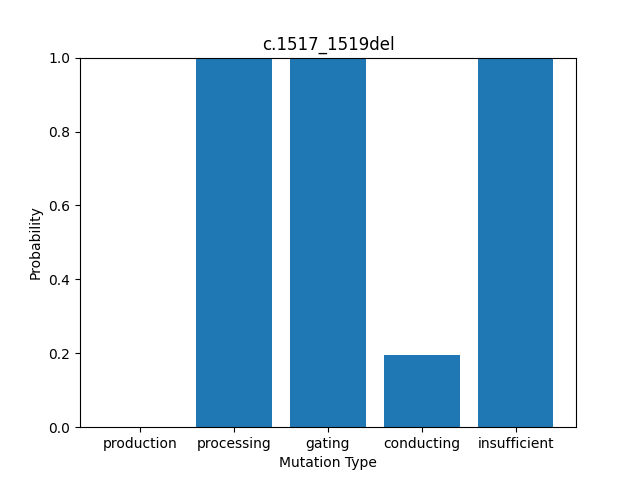 c.1517_1519del
Probability
1.0
0.8
0.6
0.4
0.2
0.0
production processing gating conducting insufficient
Mutation Type